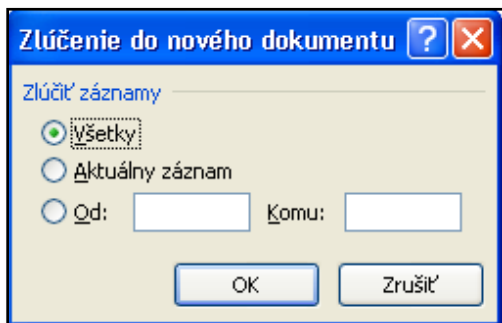 Zlúčenie do nového dokumentu ?
Zlúčiť záznamy
Všetky
Aktuálny záznam
Od: Komu:
OK Zrušiť